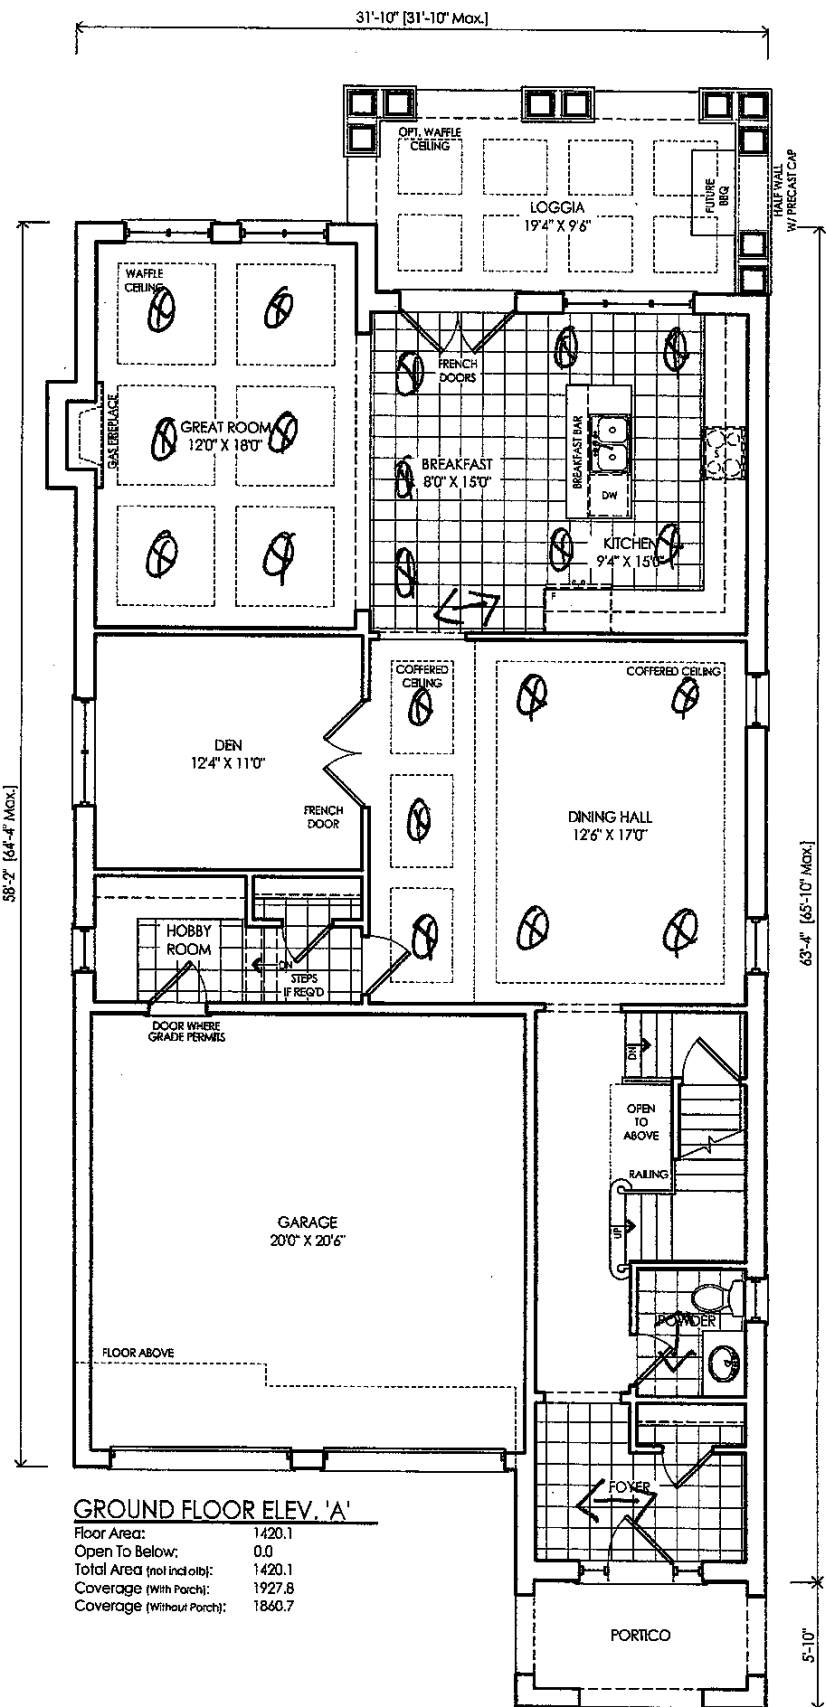 31'-10" [31'-10" Max.]
OPT. WAFFLE
CEILING
LOGGIA
19'4" X 9'6"
FUTURE
BBQ
HALF WALL
W/ PRECAST CAP
WAFFLE
CEILING
FRENCH
DOORS
GAS FIREPLACE
GREAT ROOM
12'0" X 18'0"
BREAKFAST
8'0" X 15'0"
BREAKFAST BAR
DW
KITCHEN
9'4" X 15'0"
F
COFFERED
CEILING
COFFERED CEILING
DEN
12'4" X 11'0"
FRENCH
DOOR
DINING HALL
12'6" X 17'0"
58'-2" [64'-4" Max.]
63'-4" [65'-10" Max.]
HOBBY
ROOM
DN
STEPS
IF REQ'D
DOOR WHERE
GRADE PERMITS
DN
OPEN
TO
ABOVE
RAILING
UP
GARAGE
20'0" X 20'6"
POWDER
FLOOR ABOVE
FOYER
GROUND FLOOR ELEV. 'A'
Floor Area: 1420.1
Open To Below: 0.0
Total Area (not incl otb): 1420.1
Coverage (With Porch): 1927.8
Coverage (Without Porch): 1860.7
PORTICO
5'-10"